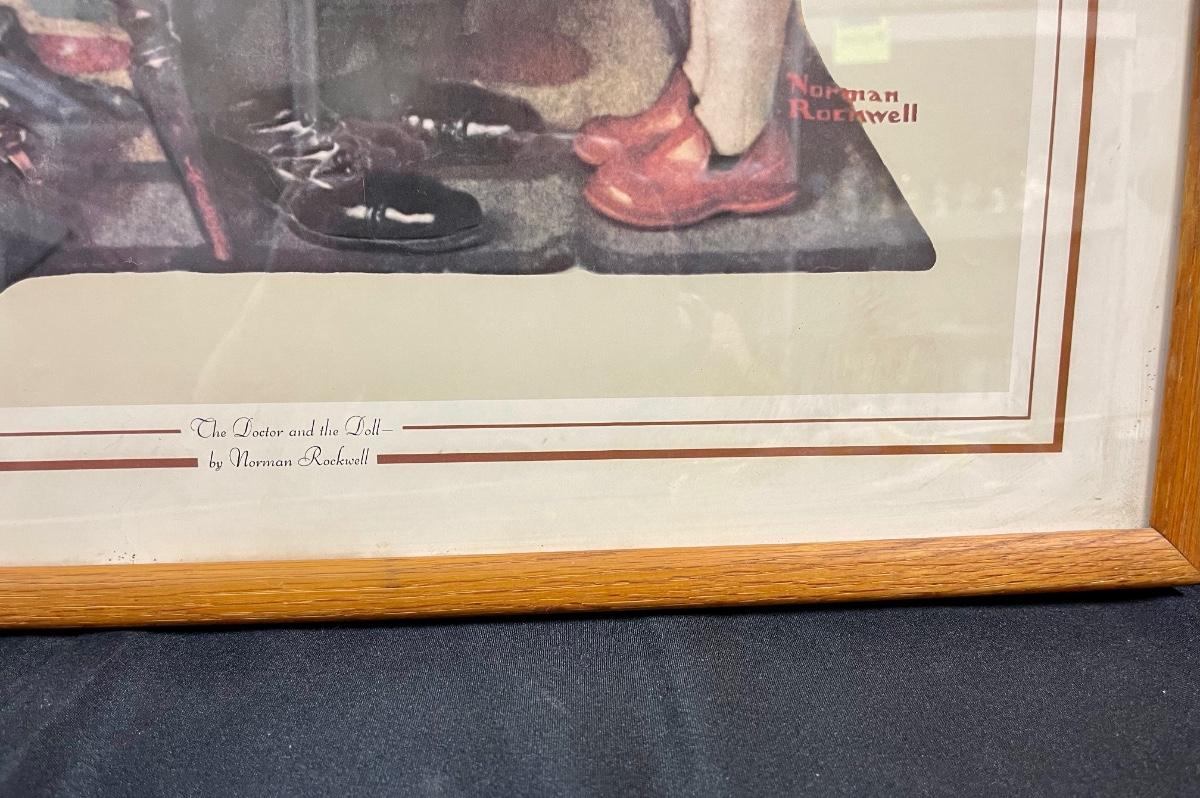 Norman
Rockwell
The Doctor and the Doll—
by Norman Rockwell